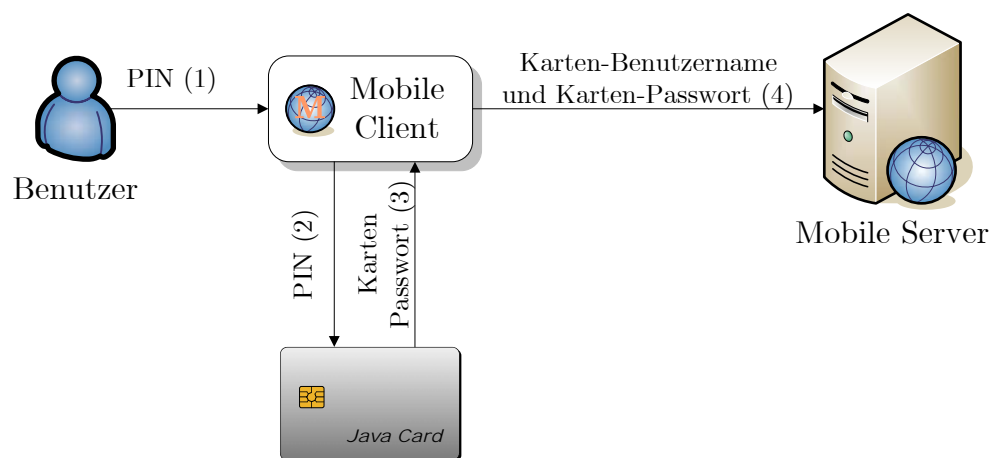 PIN (1)
Karten-Benutzername
und Karten-Passwort (4)
M
Mobile
Client
Benutzer
Mobile Server
PIN (2)
Karten
Passwort (3)
Java Card